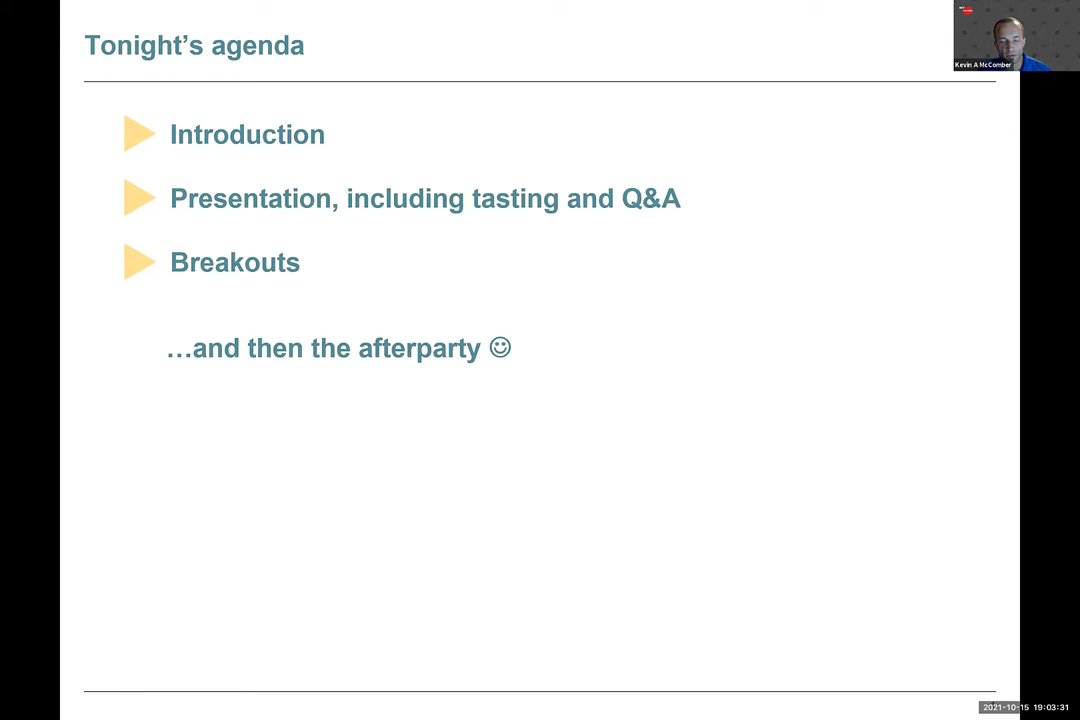 Tonight’s agenda
Introduction
Presentation, including tasting and Q&A
Breakouts
…and then the afterparty ☺
Kevin A McComber
2021-10-15 19:03:31